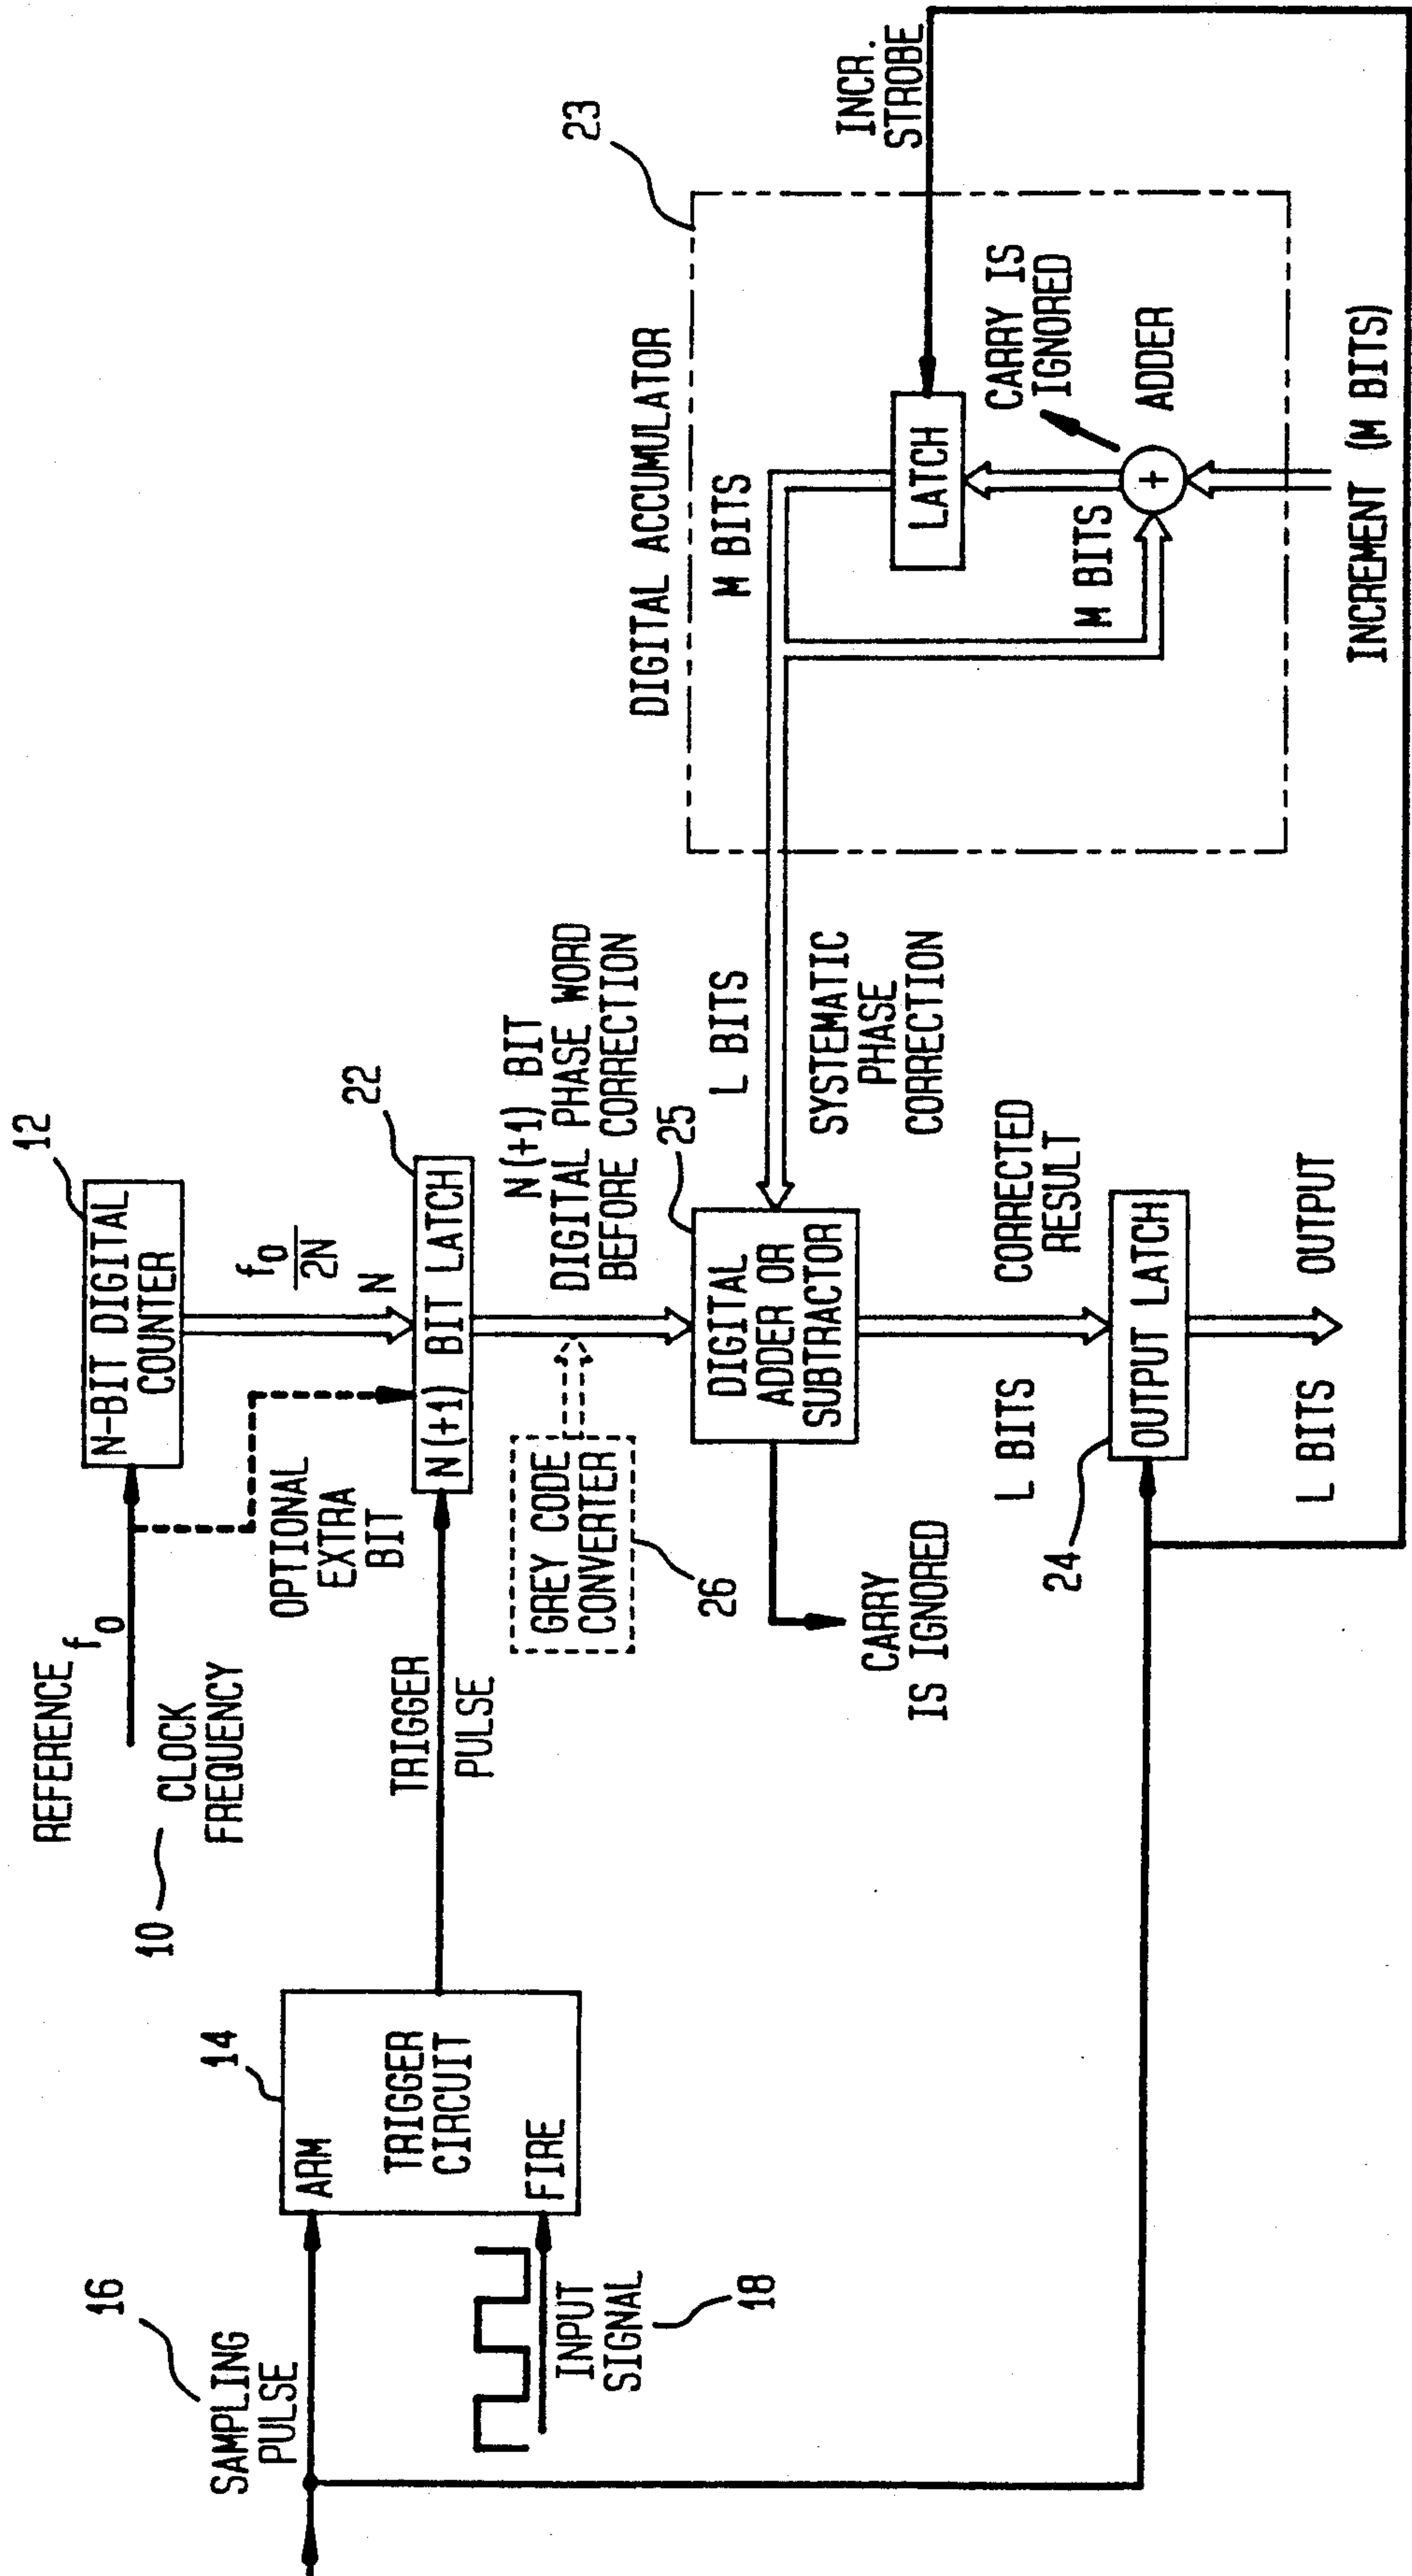 REFERENCE
f0
10
CLOCK
FREQUENCY
12
N-BIT DIGITAL
COUNTER
f0
2N
N
OPTIONAL
EXTRA
BIT
22
N(+1) BIT LATCH
16
SAMPLING
PULSE
14
ARM
TRIGGER
CIRCUIT
FIRE
INPUT
SIGNAL
18
TRIGGER
PULSE
N(+1) BIT
DIGITAL PHASE WORD
BEFORE CORRECTION
GREY CODE
CONVERTER
26
25
DIGITAL
ADDER OR
SUBTRACTOR
CARRY
IS IGNORED
L BITS
SYSTEMATIC
PHASE
CORRECTION
DIGITAL ACCUMULATOR
23
M BITS
LATCH
INCR.
STROBE
CARRY IS
IGNORED
M BITS
+
ADDER
INCREMENT (M BITS)
L BITS
CORRECTED
RESULT
24
OUTPUT LATCH
L BITS
OUTPUT